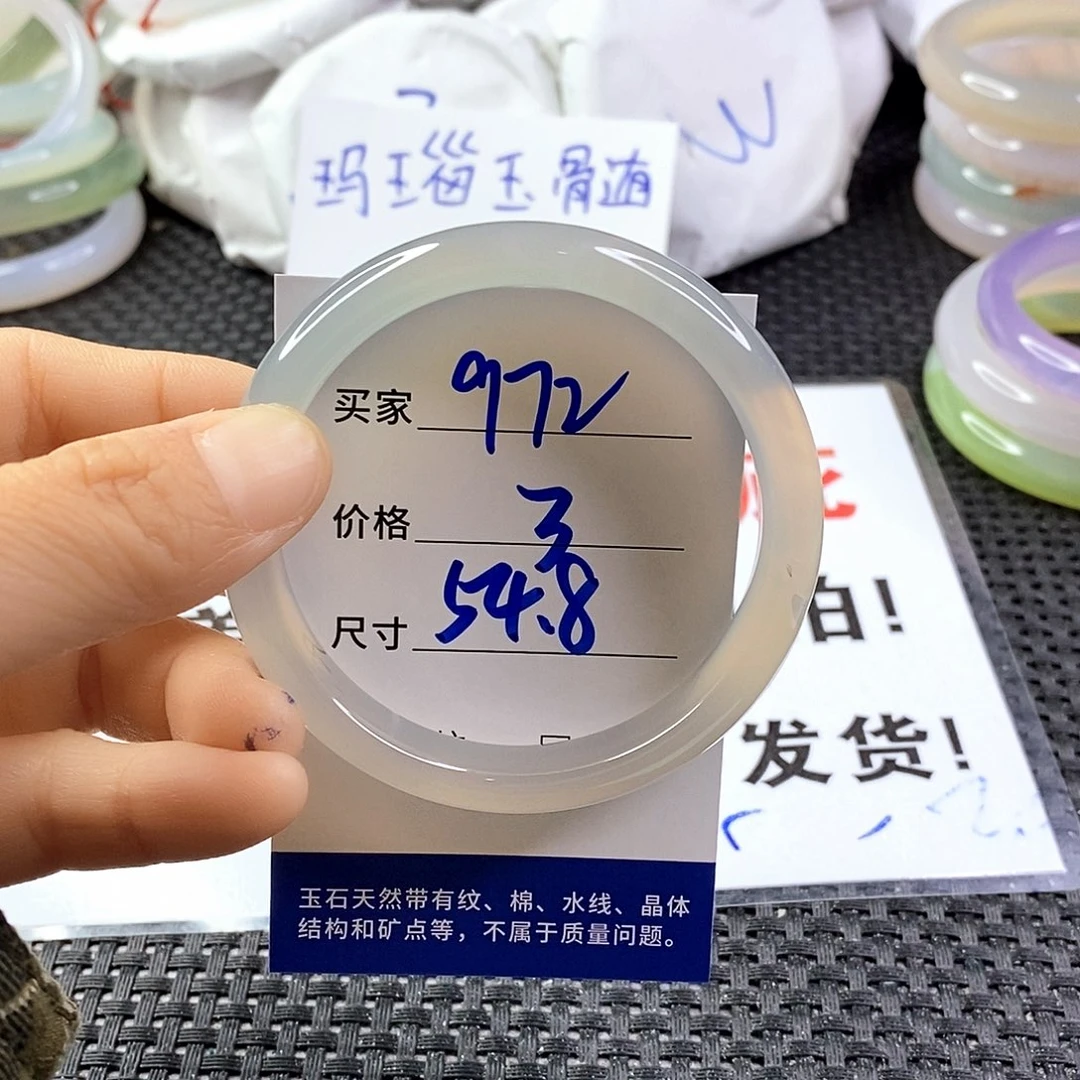 玛瑙玉骨髓
买家 972
价格
尺寸 54.8
拍!
发货!
玉石天然带有纹、棉、水线、晶体
结构和矿点等，不属于质量问题。